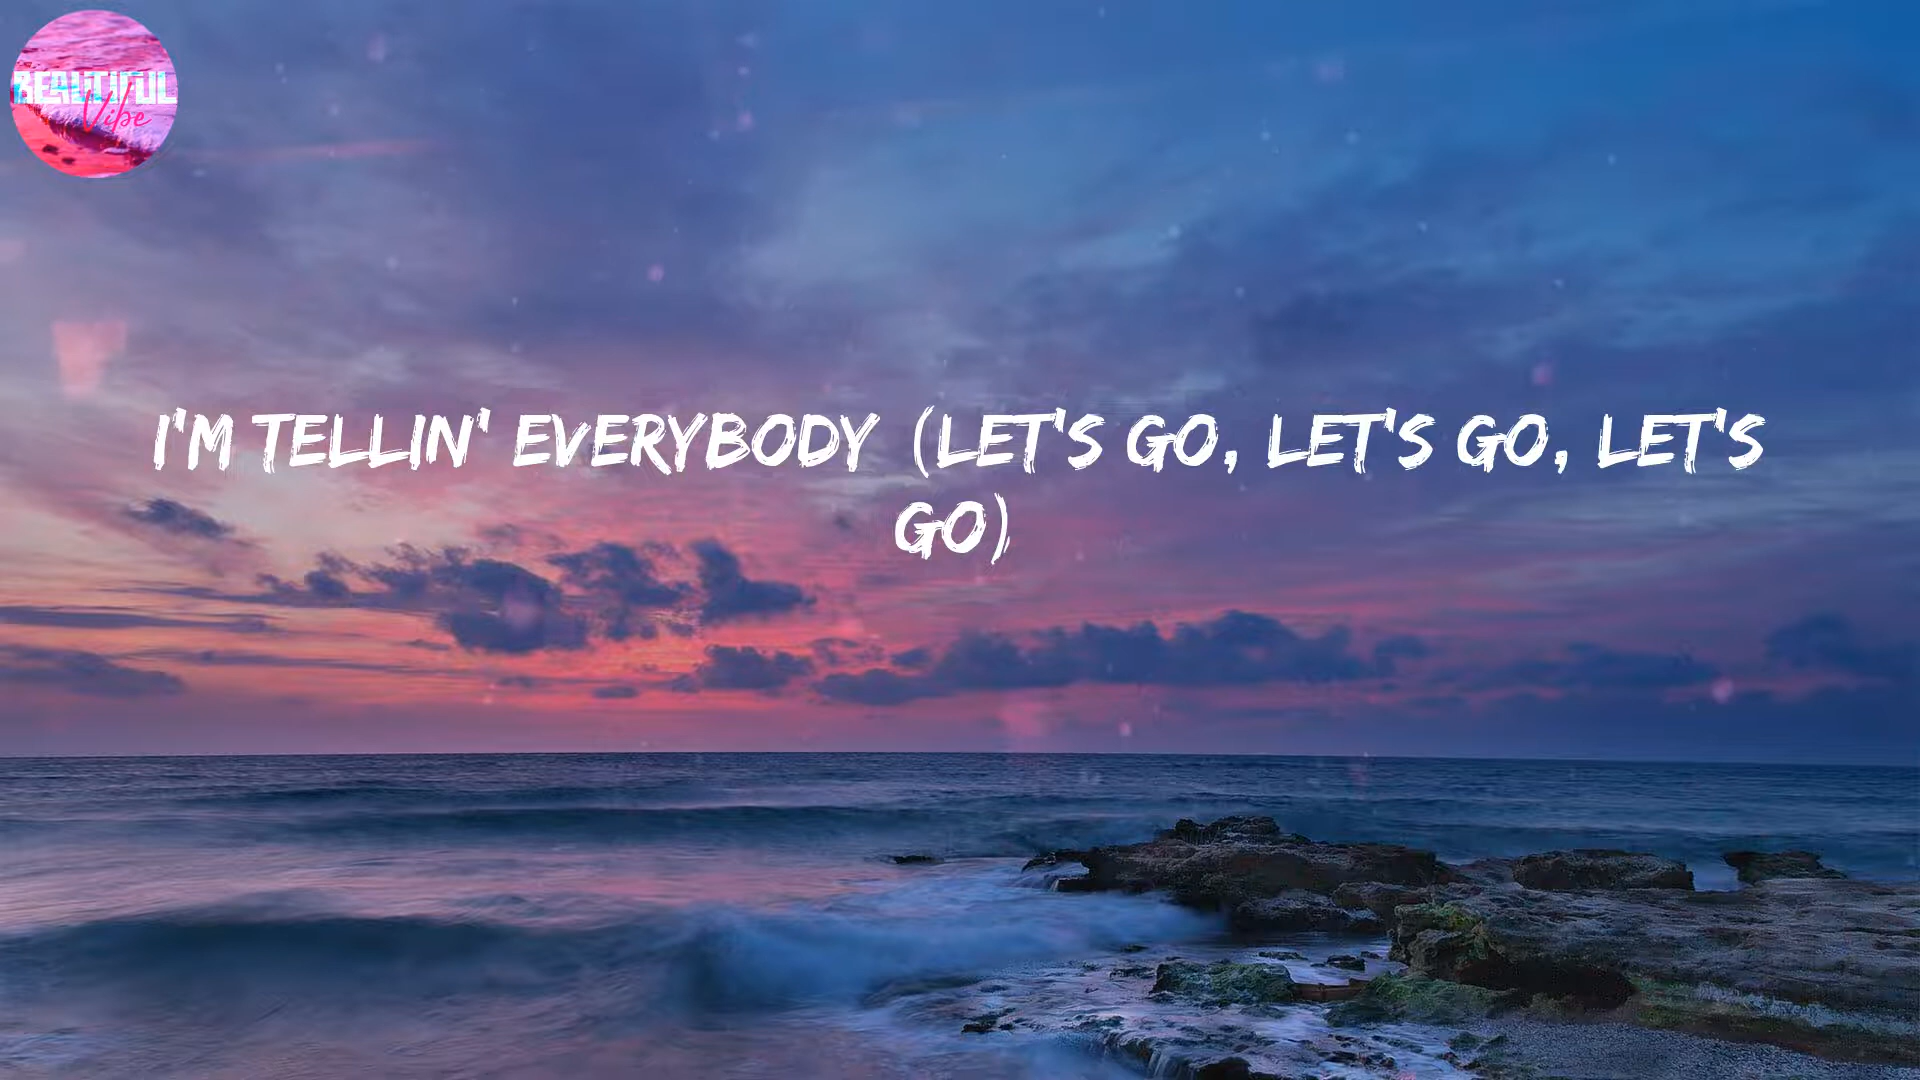 BEAUTIFUL
Vibe
I'M TELLIN' EVERYBODY (LET'S GO, LET'S GO, LET'S
GO)